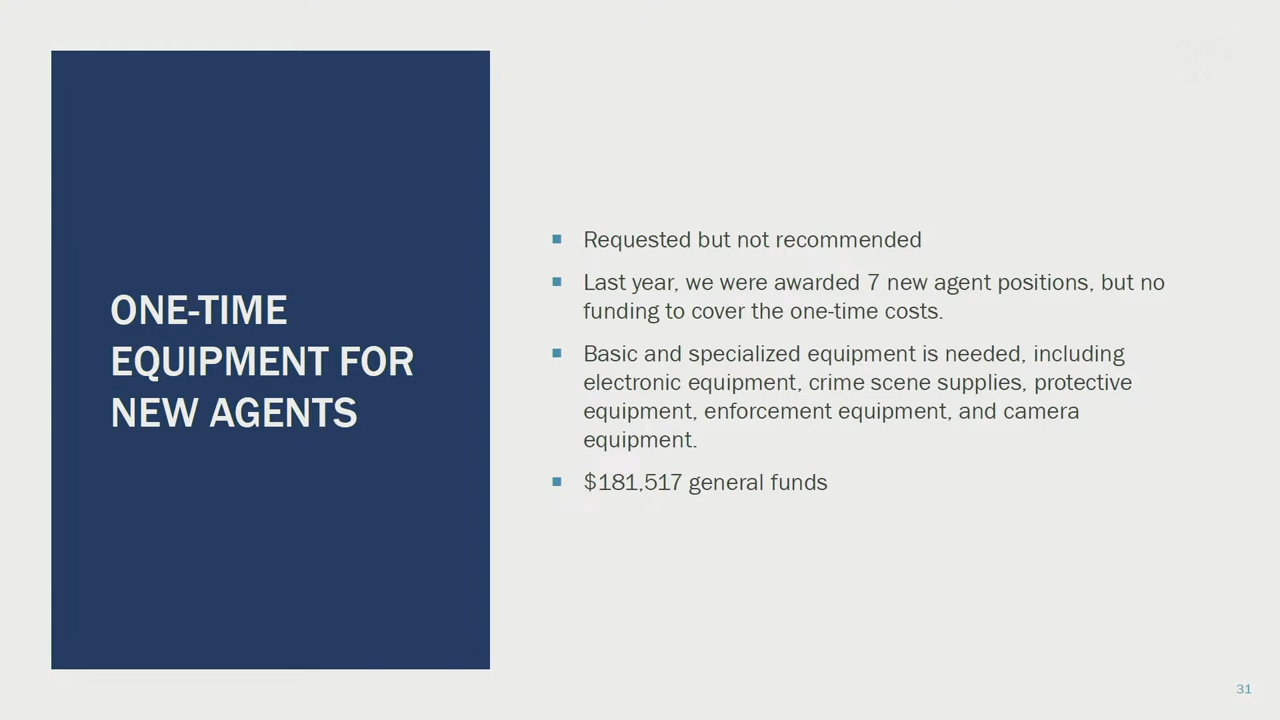 ONE-TIME
EQUIPMENT FOR
NEW AGENTS
Requested but not recommended
Last year, we were awarded 7 new agent positions, but no
funding to cover the one-time costs.
Basic and specialized equipment is needed, including
electronic equipment, crime scene supplies, protective
equipment, enforcement equipment, and camera
equipment.
$181,517 general funds
31